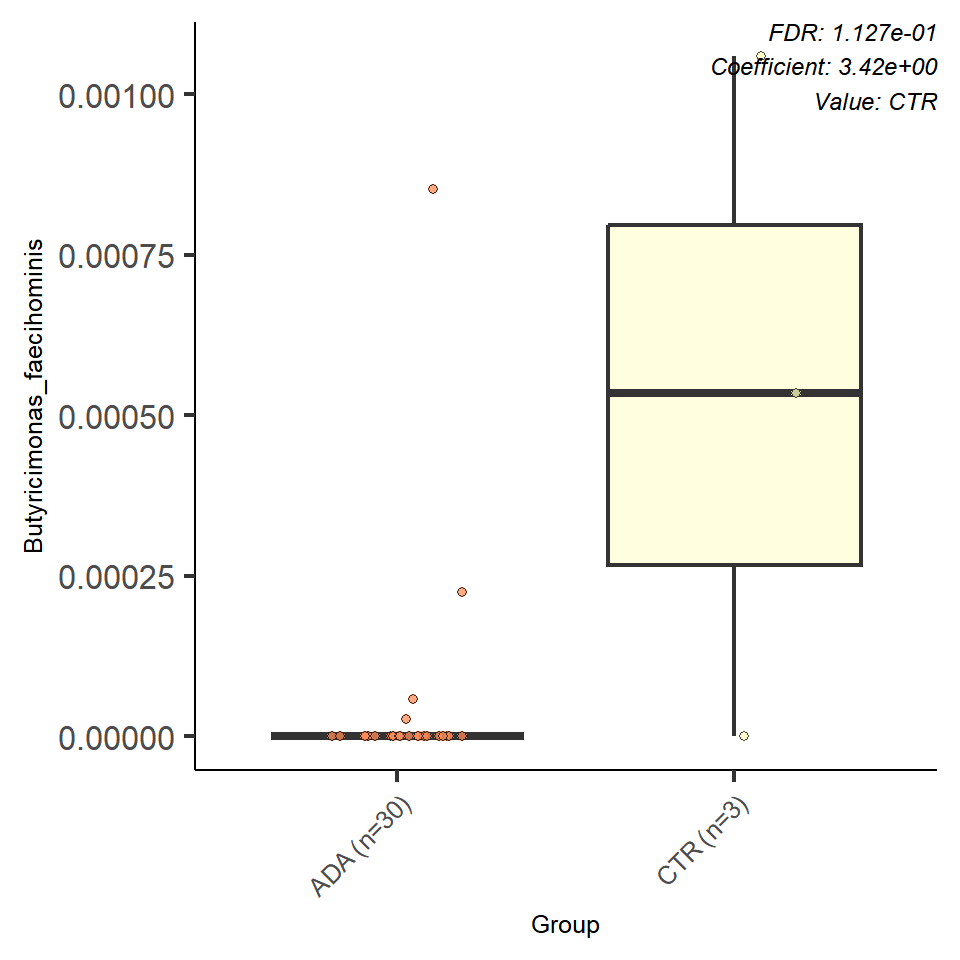 FDR: 1.127e-01
Coefficient: 3.42e+00
Value: CTR
Butyricimonas_faecihominis
0.00100
0.00075
0.00050
0.00025
0.00000
ADA (n=30)
CTR (n=3)
Group